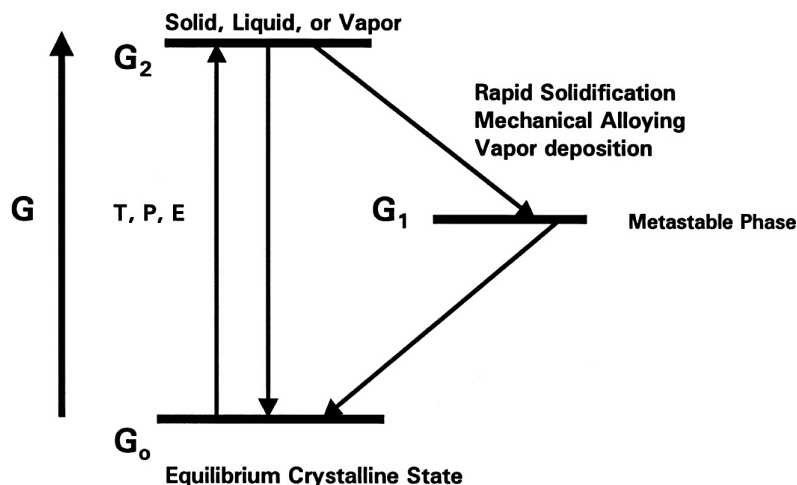 Solid, Liquid, or Vapor
G₂
Rapid Solidification
Mechanical Alloying
Vapor deposition
G
T, P, E
G₁
Metastable Phase
Gₒ
Equilibrium Crystalline State